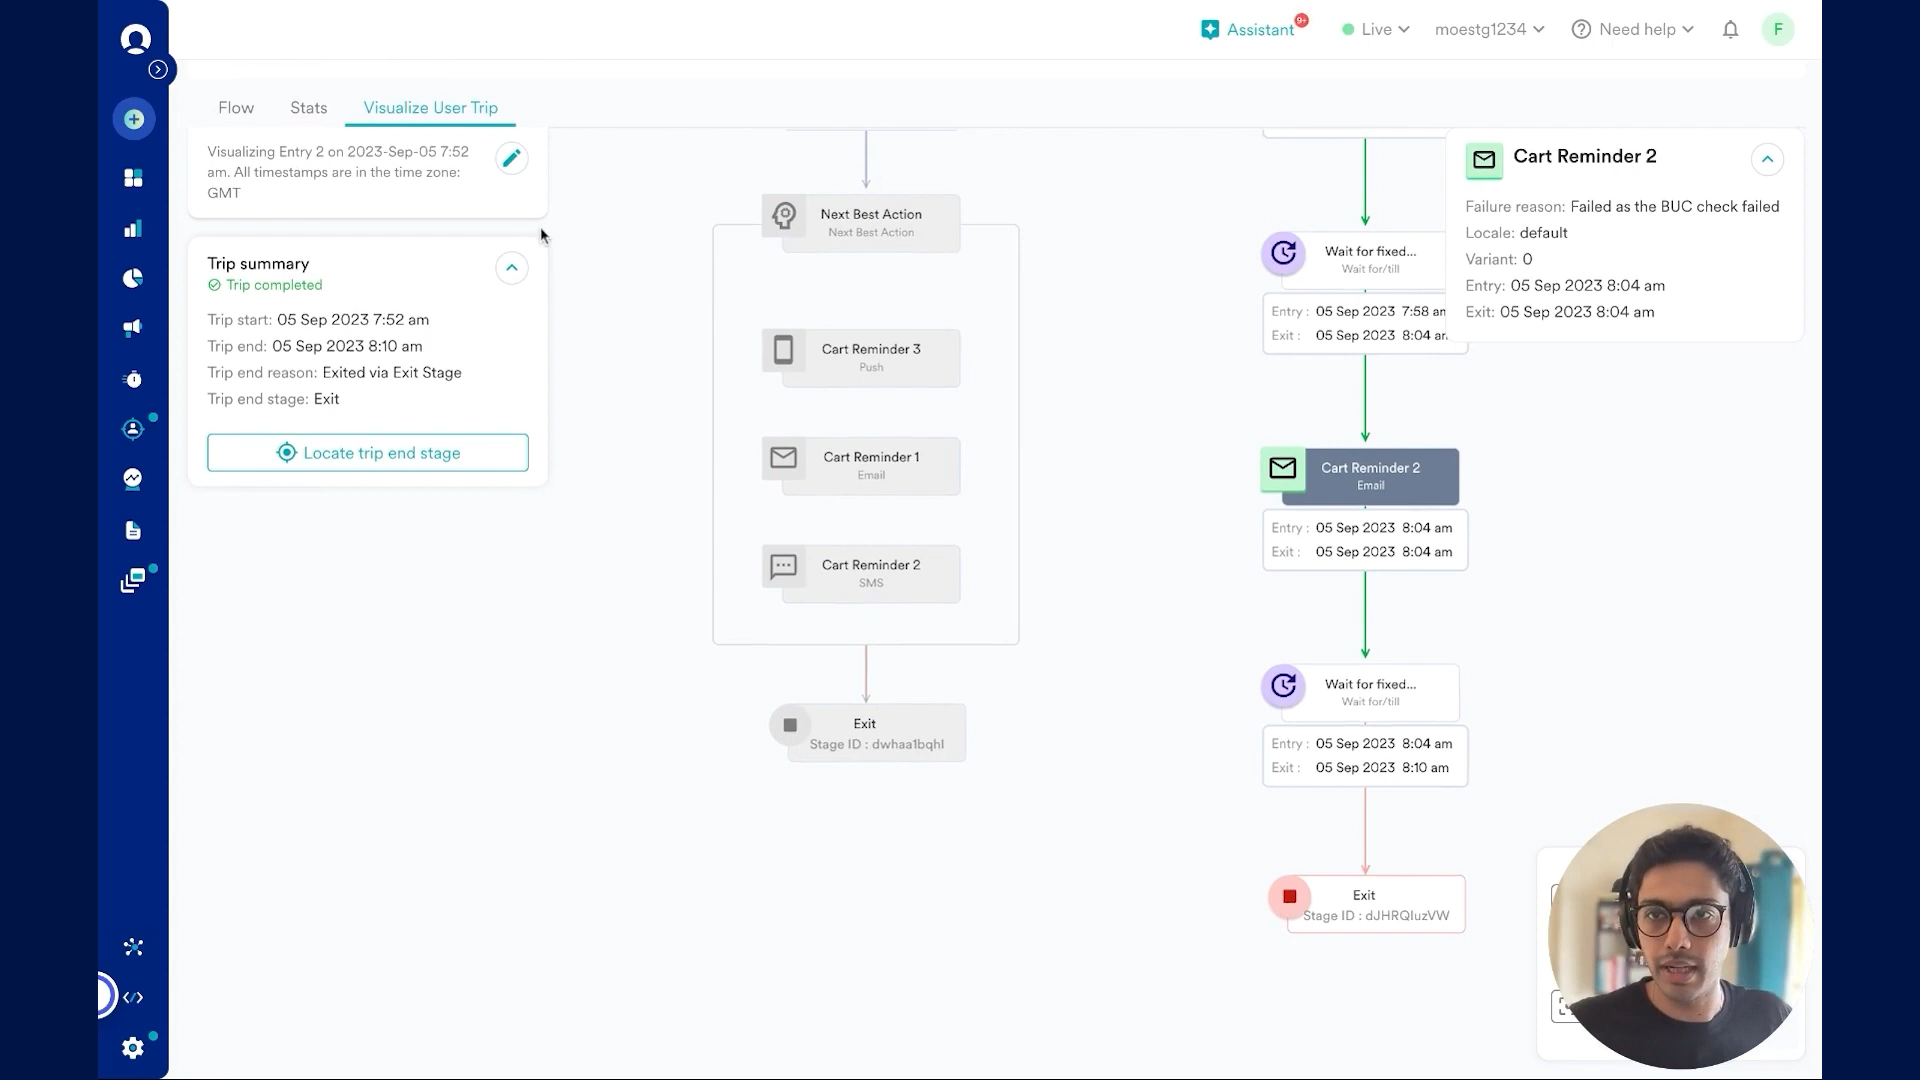 Assistant
9+
Live
moestg1234
Need help
F
Flow
Stats
Visualize User Trip
Visualizing Entry 2 on 2023-Sep-05 7:52
am. All timestamps are in the time zone:
GMT
Trip summary
Trip completed
Trip start: 05 Sep 2023 7:52 am
Trip end: 05 Sep 2023 8:10 am
Trip end reason: Exited via Exit Stage
Trip end stage: Exit
Locate trip end stage
Next Best Action
Next Best Action
Cart Reminder 3
Push
Cart Reminder 1
Email
Cart Reminder 2
SMS
Exit
Stage ID : dwhaa1bqhl
Wait for fixed...
Wait for/till
Entry : 05 Sep 2023 7:58 am
Exit : 05 Sep 2023 8:04 am
Cart Reminder 2
Email
Entry : 05 Sep 2023 8:04 am
Exit : 05 Sep 2023 8:04 am
Wait for fixed...
Wait for/till
Entry : 05 Sep 2023 8:04 am
Exit : 05 Sep 2023 8:10 am
Exit
Stage ID : dJHRQIuzVW
Cart Reminder 2
Failure reason: Failed as the BUC check failed
Locale: default
Variant: 0
Entry: 05 Sep 2023 8:04 am
Exit: 05 Sep 2023 8:04 am